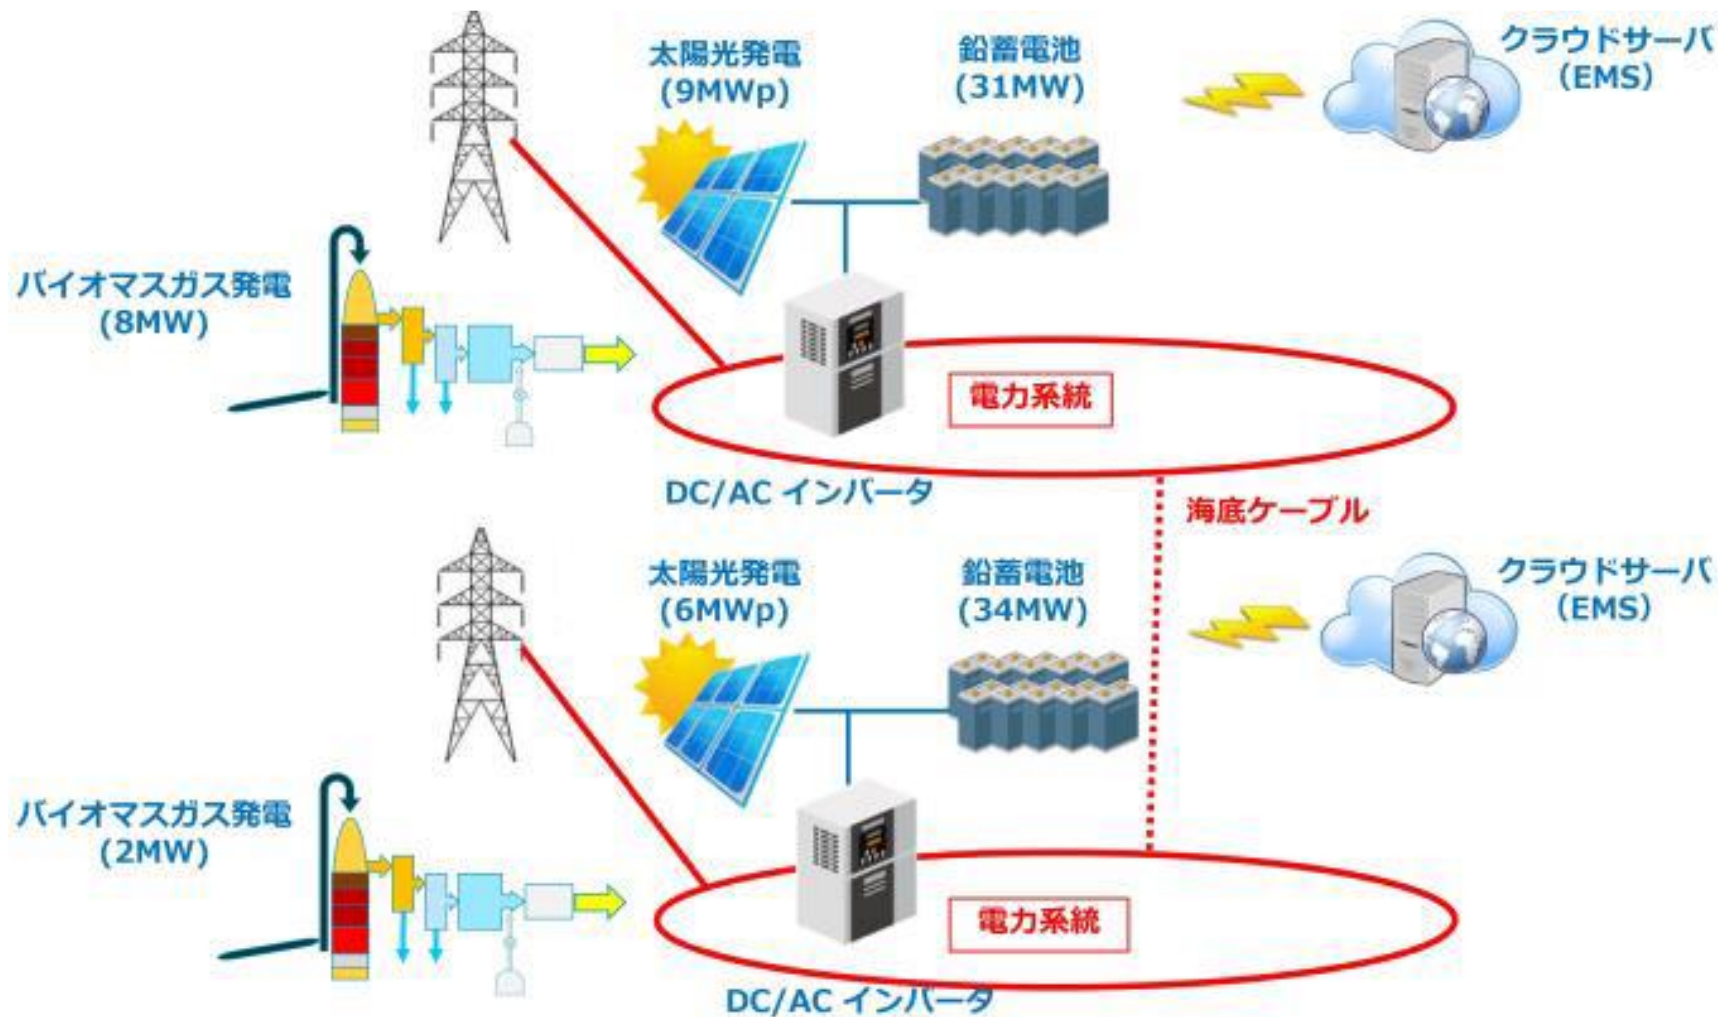 太陽光発電
(9MWp)
鉛蓄電池
(31MW)
クラウドサーバ
（EMS）
バイオマスガス発電
(8MW)
電力系統
DC/AC インバータ
海底ケーブル
太陽光発電
(6MWp)
鉛蓄電池
(34MW)
クラウドサーバ
（EMS）
バイオマスガス発電
(2MW)
電力系統
DC/AC インバータ